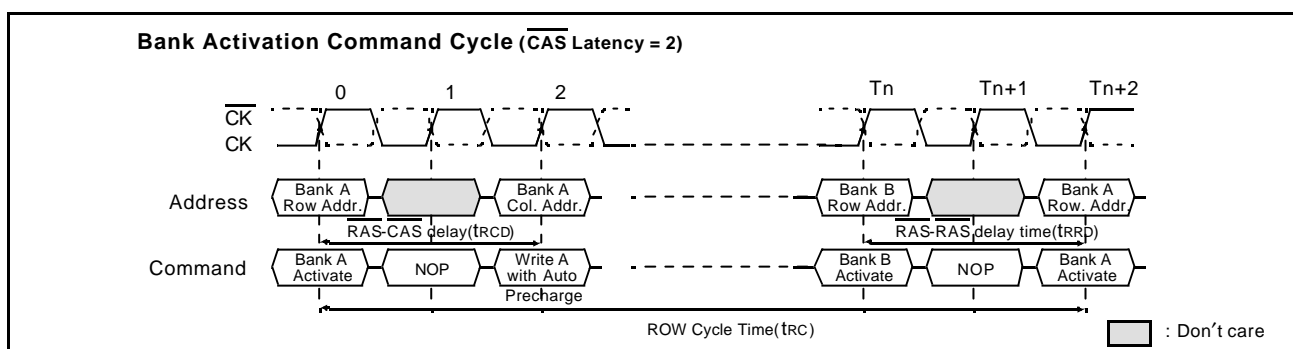 Bank Activation Command Cycle (CAS Latency = 2)
0 1 2 Tn Tn+1 Tn+2
CK
CK
Address
Bank A Row Addr.
Bank A Col. Addr.
Bank B Row Addr.
Bank A Row. Addr.
RAS-CAS delay(tRCD)
RAS-RAS delay time(tRRD)
Command
Bank A Activate
NOP
Write A with Auto Precharge
Bank B Activate
NOP
Bank A Activate
ROW Cycle Time(tRC)
: Don't care